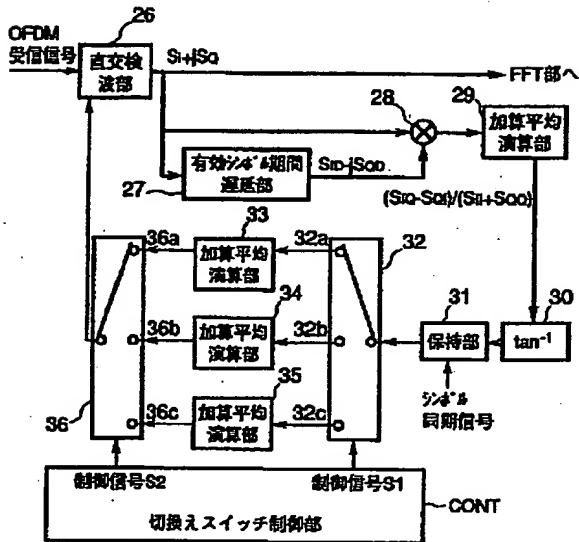 26
OFDM
受信信号
直交検
波部
SI+jSQ
FFT部へ
28
29
加算平均
演算部
有効シンボル期間
遅延部
27
SID-jSQD
(SIQ-SQI)/(SII+SQQ)
33
36a
加算平均
演算部
32a
32
34
36b
加算平均
演算部
32b
31
保持部
30
tan⁻¹
35
36c
加算平均
演算部
32c
シンボル
同期信号
36
制御信号S2
制御信号S1
CONT
切換えスイッチ制御部